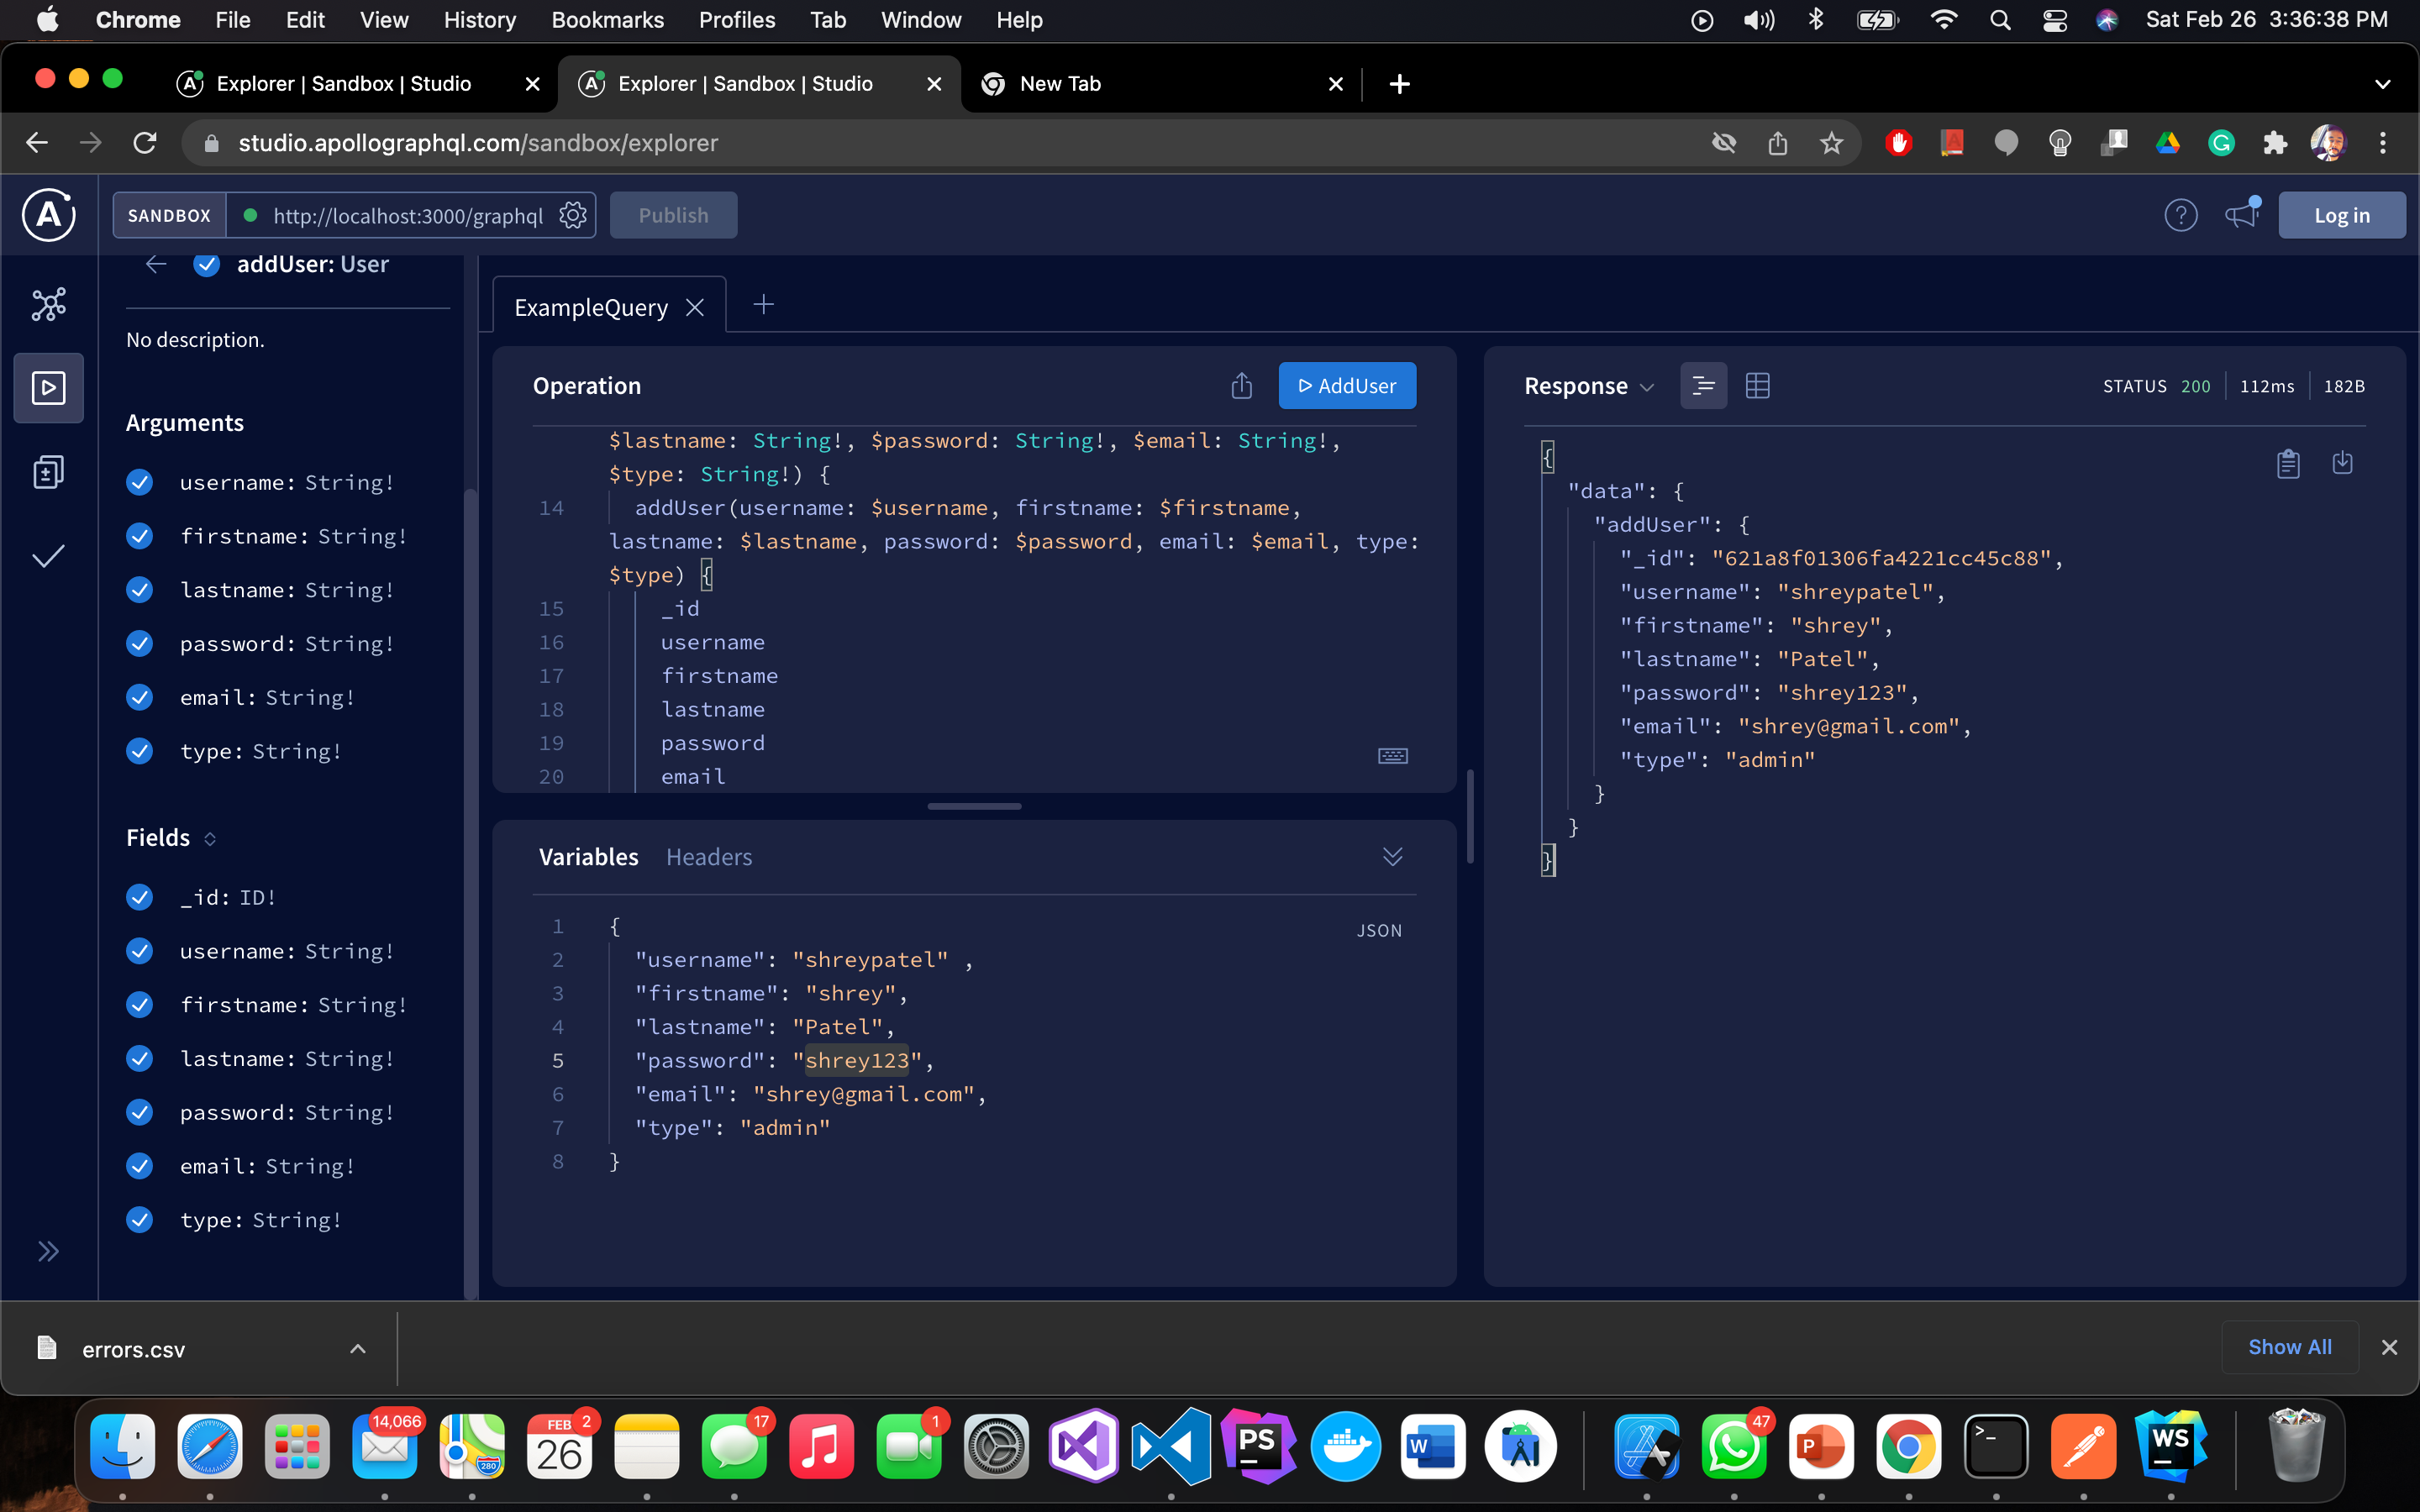 Chrome File Edit View History Bookmarks Profiles Tab Window Help Sat Feb 26 3:36:38 PM
Explorer | Sandbox | Studio Explorer | Sandbox | Studio New Tab
studio.apollographql.com/sandbox/explorer
SANDBOX http://localhost:3000/graphql Publish Log in
addUser: User
No description.
Arguments
username: String!
firstname: String!
lastname: String!
password: String!
email: String!
type: String!
Fields
_id: ID!
username: String!
firstname: String!
lastname: String!
password: String!
email: String!
type: String!
ExampleQuery
Operation AddUser
$lastname: String!, $password: String!, $email: String!,
$type: String!) {
14 addUser(username: $username, firstname: $firstname,
lastname: $lastname, password: $password, email: $email, type:
$type) {
15 _id
16 username
17 firstname
18 lastname
19 password
20 email
Variables Headers
JSON
1 {
2 "username": "shreypatel" ,
3 "firstname": "shrey",
4 "lastname": "Patel",
5 "password": "shrey123",
6 "email": "shrey@gmail.com",
7 "type": "admin"
8 }
Response STATUS 200 112ms 182B
{
"data": {
"addUser": {
"_id": "621a8f01306fa4221cc45c88",
"username": "shreypatel",
"firstname": "shrey",
"lastname": "Patel",
"password": "shrey123",
"email": "shrey@gmail.com",
"type": "admin"
}
}
}
errors.csv Show All
14,066 280 FEB 26 2 17 1 PS W 47 P >_ WS